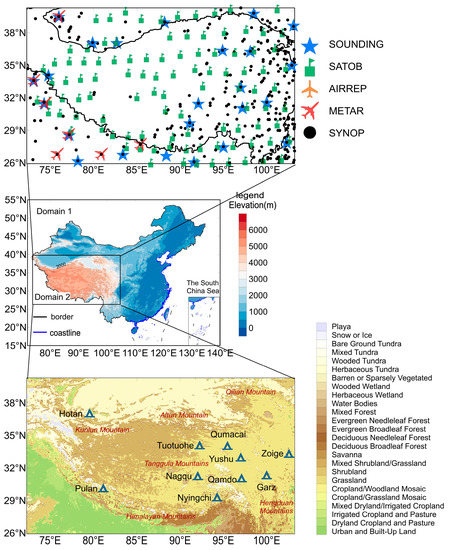 38°N
35°N
32°N
29°N
26°N
75°E 80°E 85°E 90°E 95°E 100°E
SOUNDING
SATOB
AIRREP
METAR
SYNOP
55°N
50°N
45°N
40°N
35°N
30°N
25°N
20°N
15°N
Domain 1
Domain 2
border
coastline
The South
China Sea
80°E 90°E 100°E 110°E 120°E 130°E 140°E
legend
Elevation(m)
6000
5000
4000
3000
2000
1000
0
38°N
35°N
32°N
29°N
26°N
Qilian Mountain
Hotan
Altun Mountain
Kunlun Mountain
Qumacai
Tuotuohe
Zoige
Yushu
Tanggula Mountains
Nagqu
Qamdo
Pulan
Garz
Nyingchi
Hengduan
Mountains
Himalayan Mountains
75°E 80°E 85°E 90°E 95°E 100°E
Playa
Snow or Ice
Bare Ground Tundra
Mixed Tundra
Wooded Tundra
Herbaceous Tundra
Barren or Sparsely Vegetated
Wooded Wetland
Herbaceous Wetland
Water Bodies
Mixed Forest
Evergreen Needleleaf Forest
Evergreen Broadleaf Forest
Deciduous Needleleaf Forest
Deciduous Broadleaf Forest
Savanna
Mixed Shrubland/Grassland
Shrubland
Grassland
Cropland/Woodland Mosaic
Cropland/Grassland Mosaic
Mixed Dryland/Irrigated Cropland
Irrigated Cropland and Pasture
Dryland Cropland and Pasture
Urban and Built-Up Land